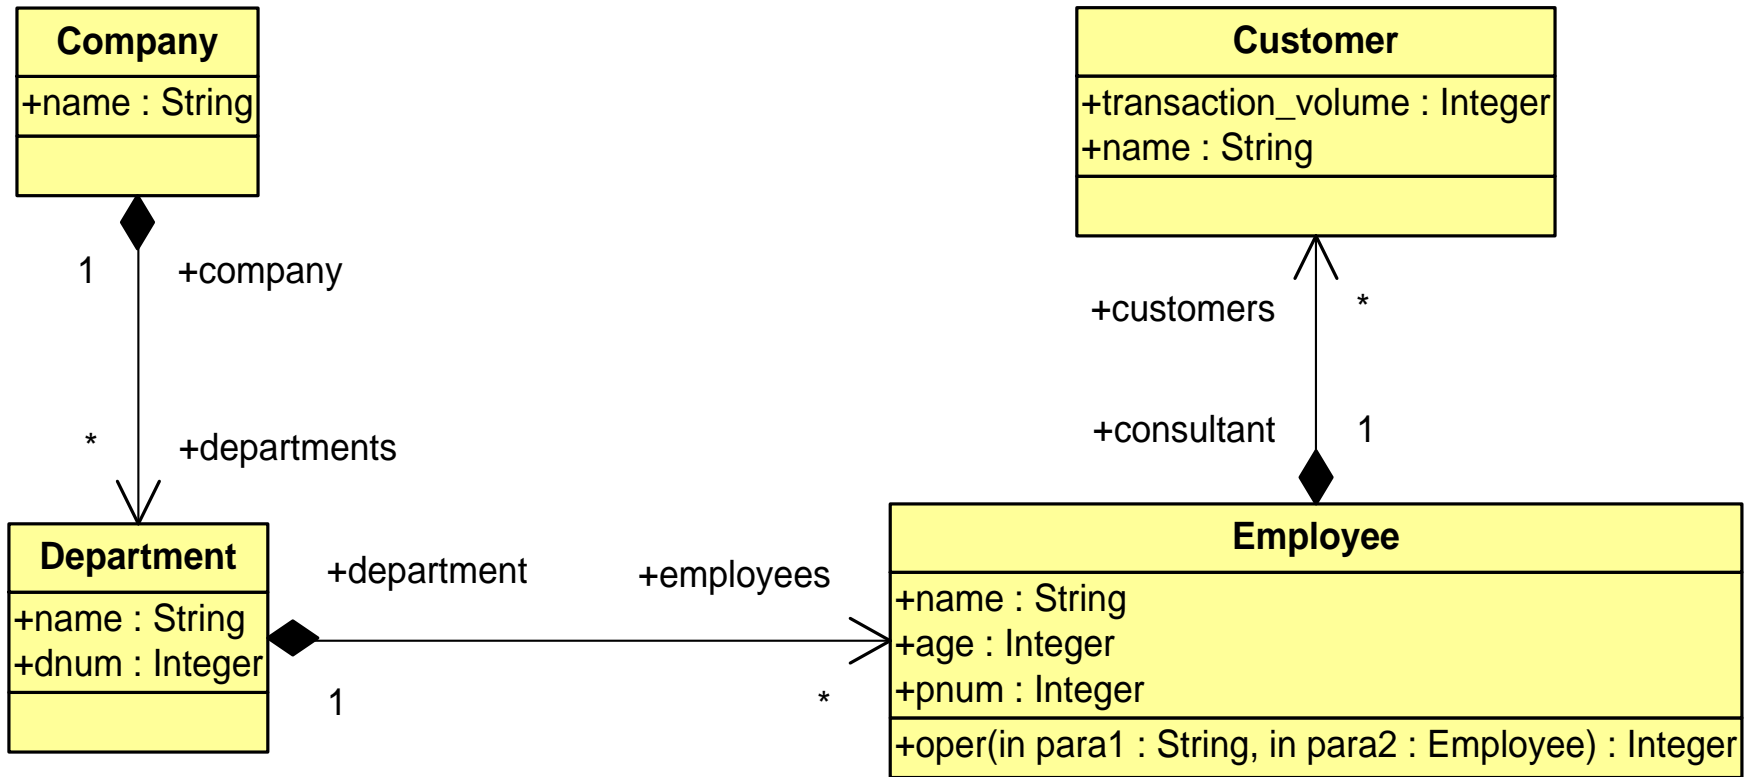 Company
+name : String
1
+company
*
+departments
Department
+name : String
+dnum : Integer
+department
+employees
1
*
Customer
+transaction_volume : Integer
+name : String
+customers
*
+consultant
1
Employee
+name : String
+age : Integer
+pnum : Integer
+oper(in para1 : String, in para2 : Employee) : Integer